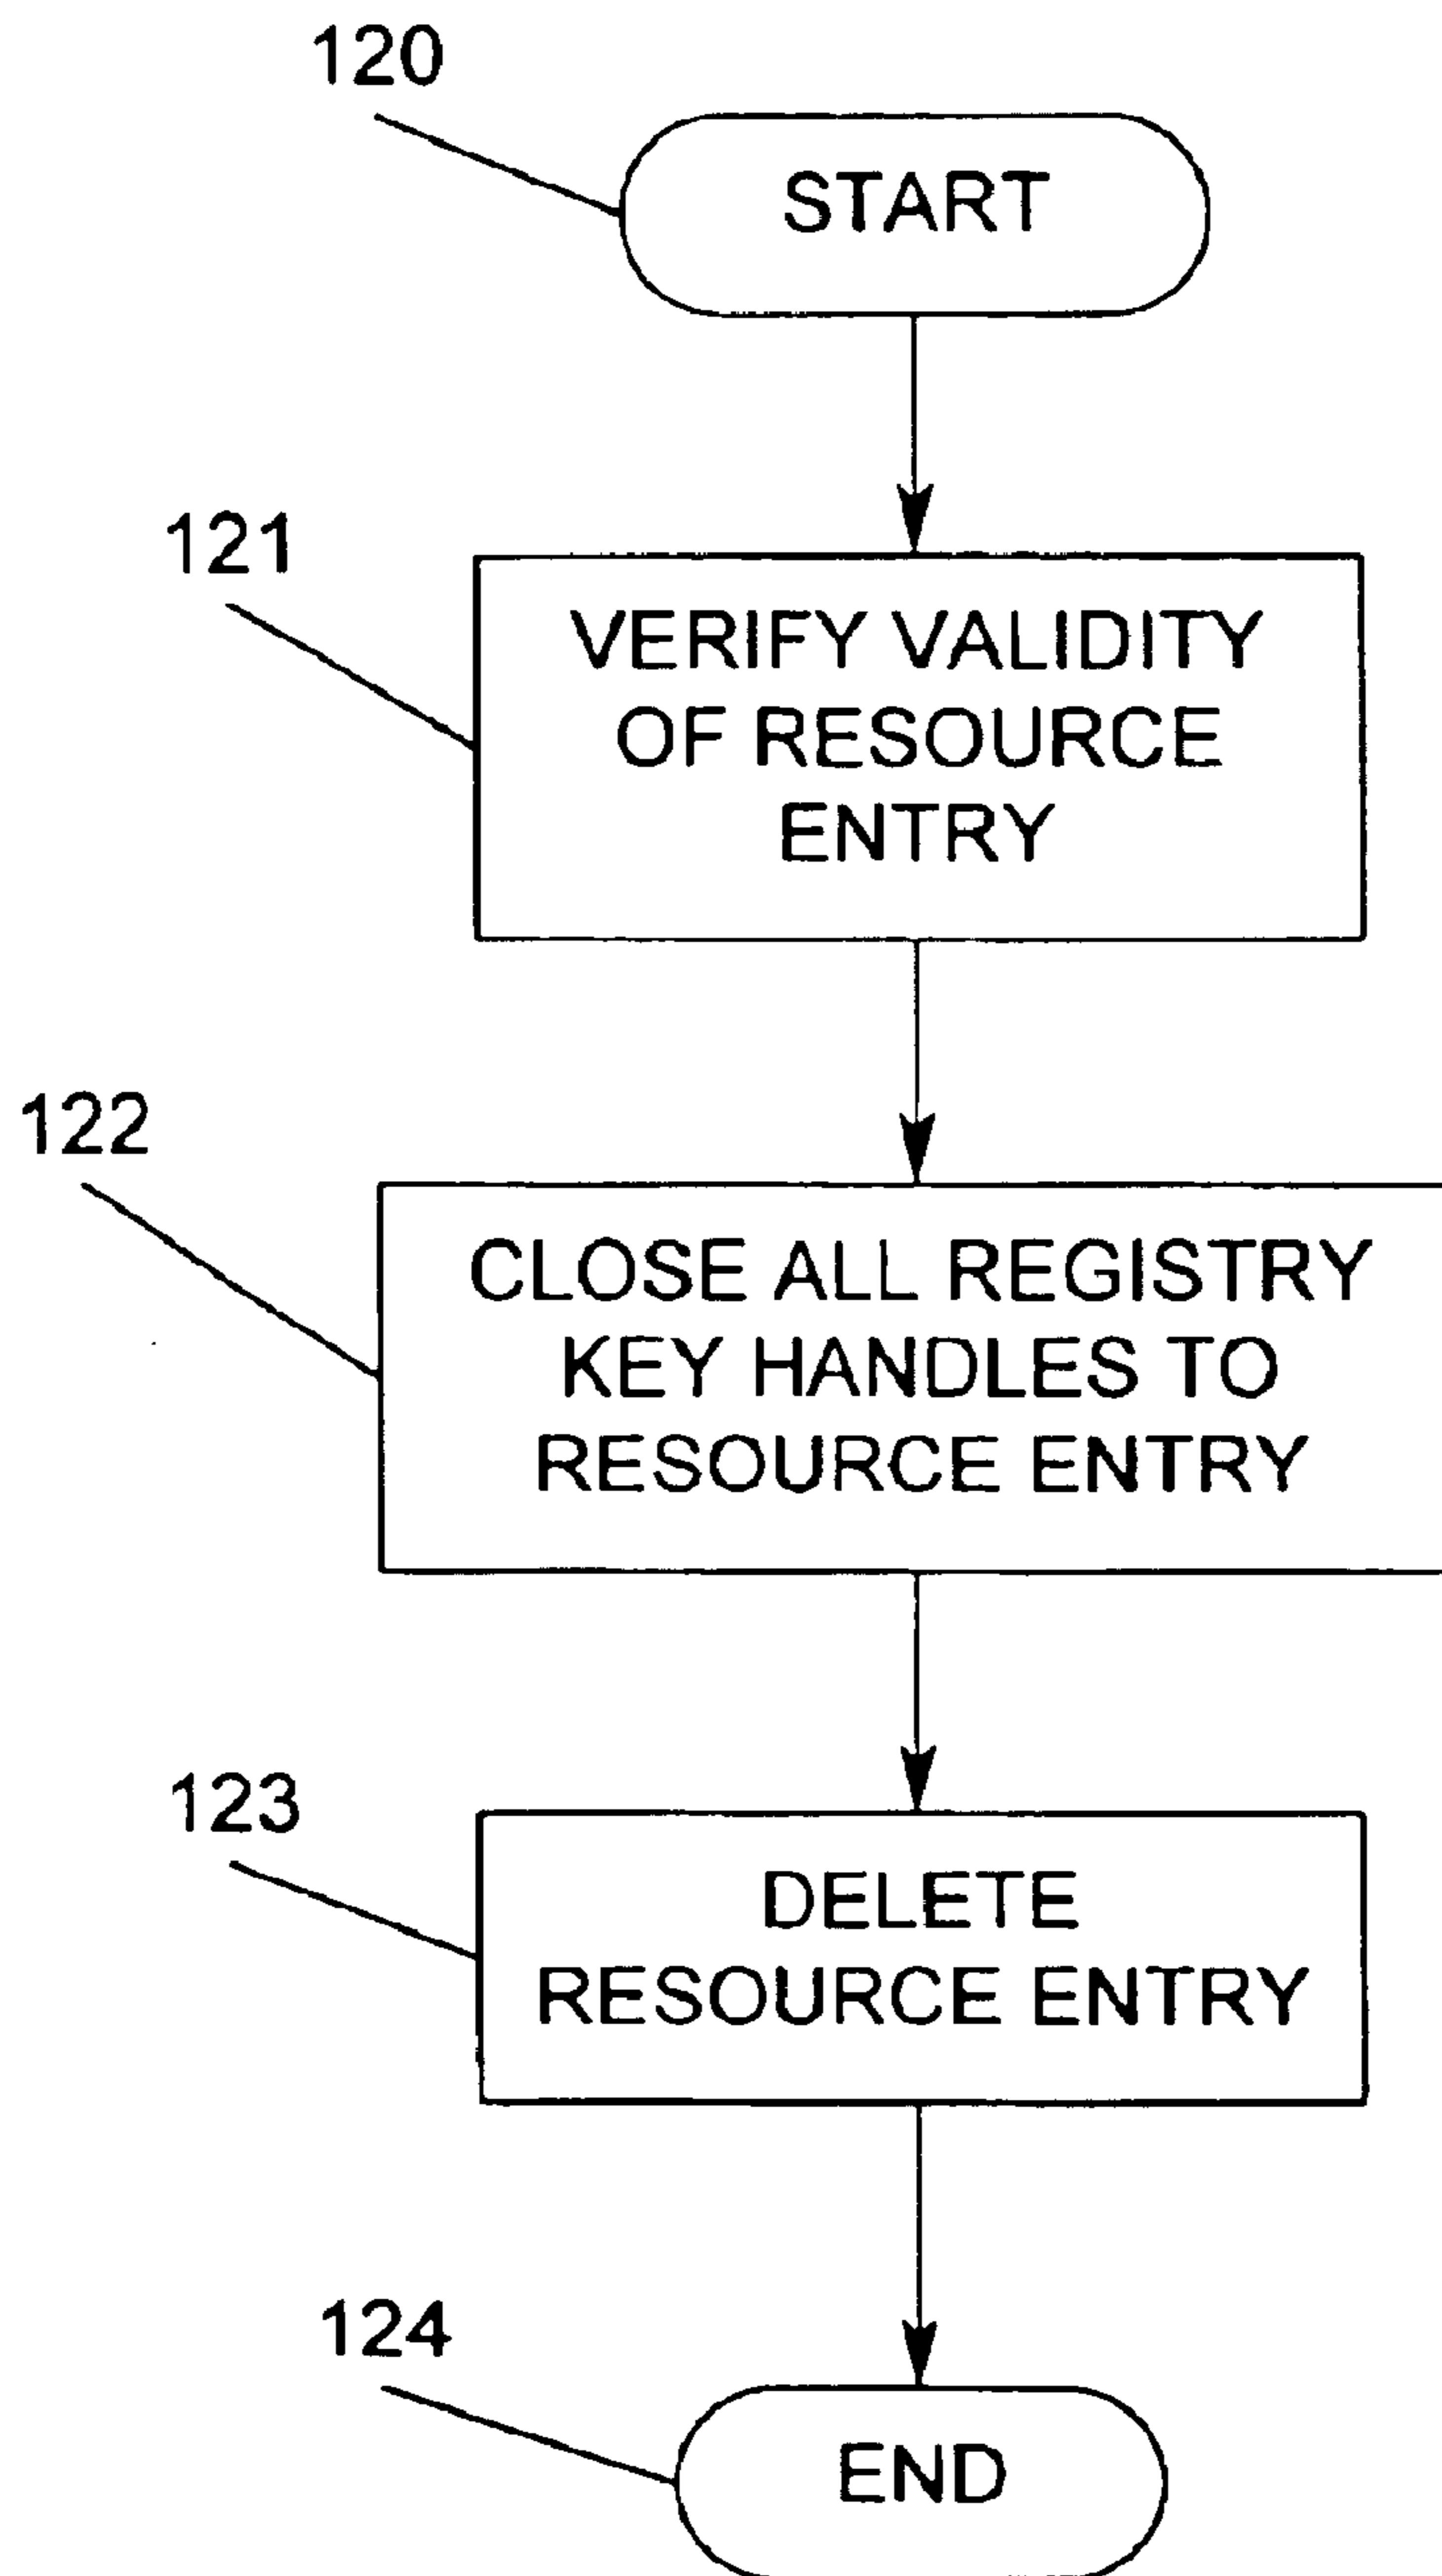 120
START
121
VERIFY VALIDITY
OF RESOURCE
ENTRY
122
CLOSE ALL REGISTRY
KEY HANDLES TO
RESOURCE ENTRY
123
DELETE
RESOURCE ENTRY
124
END